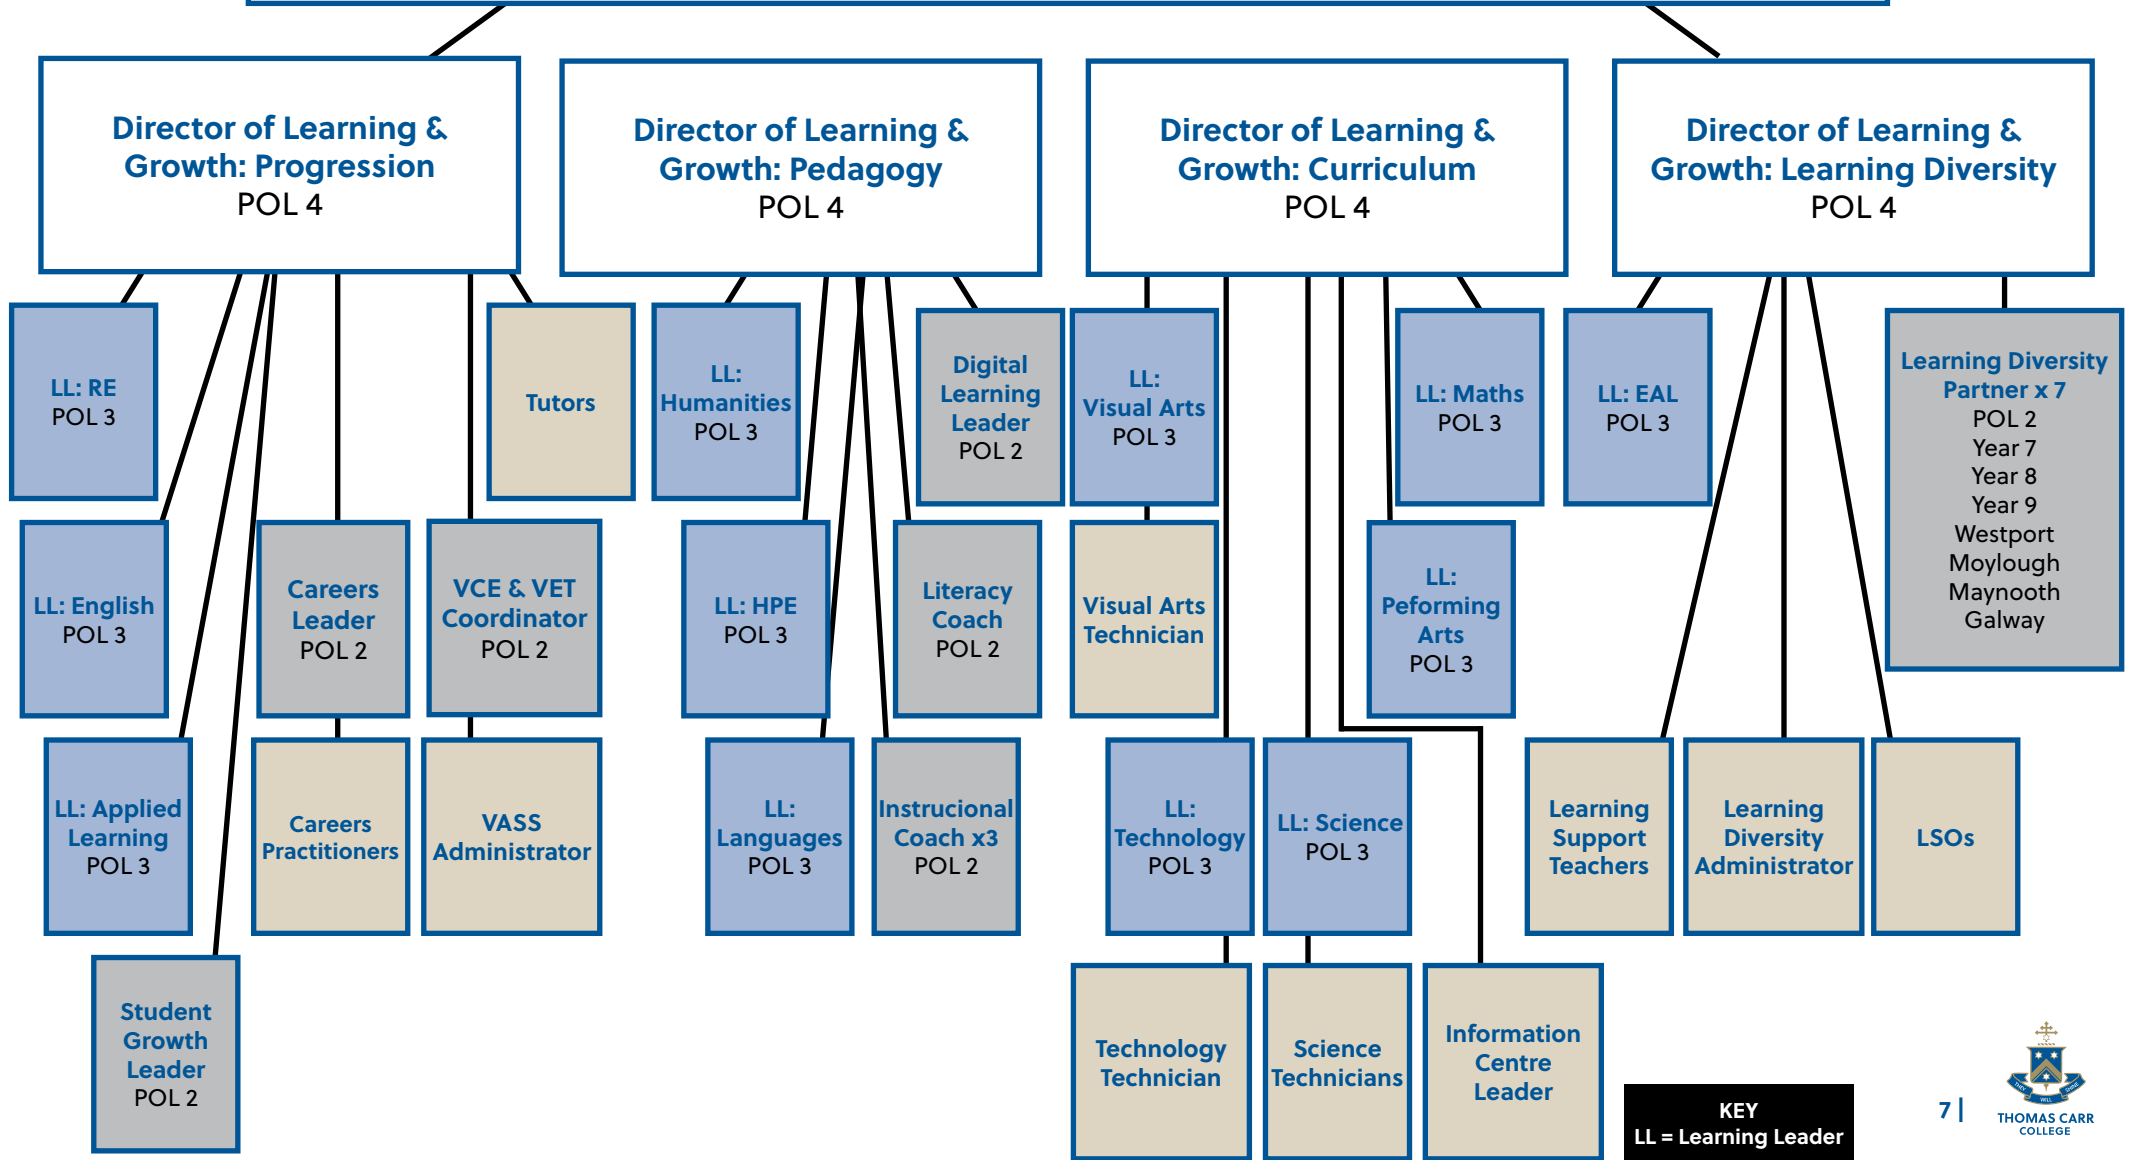 Director of Learning &
Growth: Progression
POL 4
Director of Learning &
Growth: Pedagogy
POL 4
Director of Learning &
Growth: Curriculum
POL 4
Director of Learning &
Growth: Learning Diversity
POL 4
LL: RE
POL 3
Tutors
LL:
Humanities
POL 3
Digital
Learning
Leader
POL 2
LL:
Visual Arts
POL 3
LL: Maths
POL 3
LL: EAL
POL 3
Learning Diversity
Partner x 7
POL 2
Year 7
Year 8
Year 9
Westport
Moylough
Maynooth
Galway
LL: English
POL 3
Careers
Leader
POL 2
VCE & VET
Coordinator
POL 2
LL: HPE
POL 3
Literacy
Coach
POL 2
Visual Arts
Technician
LL:
Peforming
Arts
POL 3
LL: Applied
Learning
POL 3
Careers
Practitioners
VASS
Administrator
LL:
Languages
POL 3
Instrucional
Coach x3
POL 2
LL:
Technology
POL 3
LL: Science
POL 3
Learning
Support
Teachers
Learning
Diversity
Administrator
LSOs
Student
Growth
Leader
POL 2
Technology
Technician
Science
Technicians
Information
Centre
Leader
KEY
LL = Learning Leader
7 |
THEY WILL SHINE
THOMAS CARR
COLLEGE